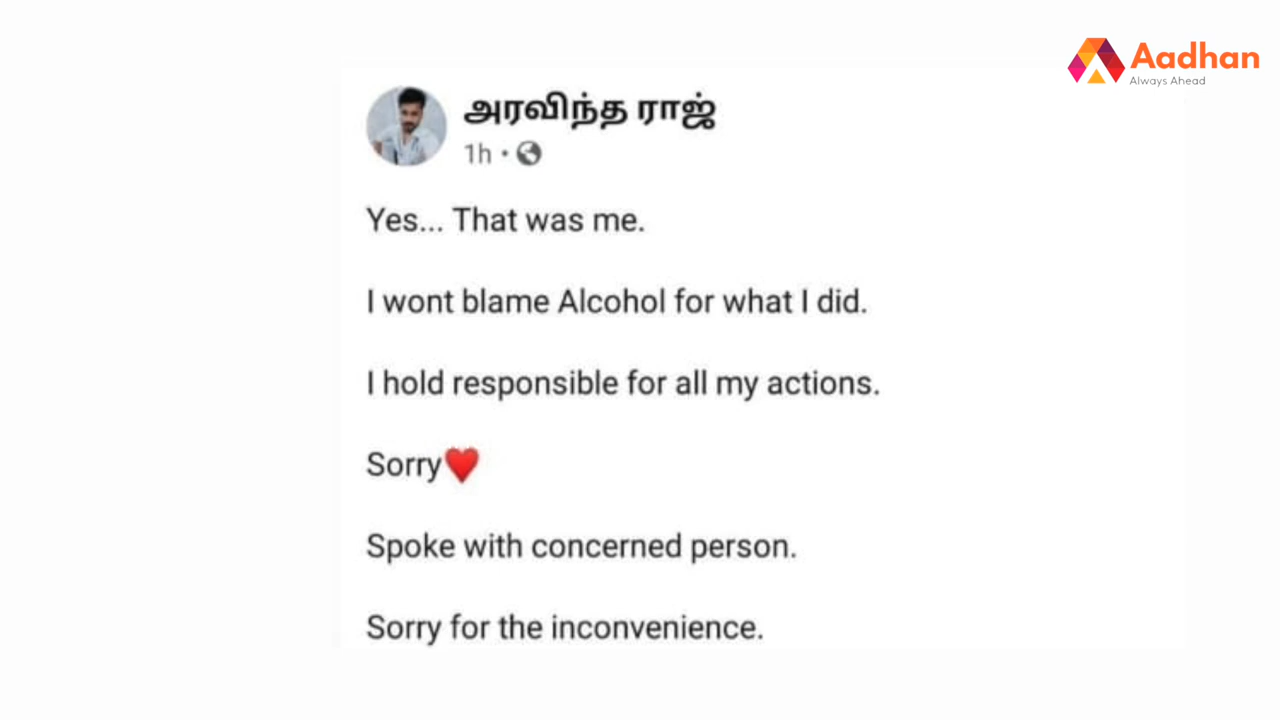 Aadhan
Always Ahead
அரவிந்த ராஜ்
1h •
Yes... That was me.
I wont blame Alcohol for what I did.
I hold responsible for all my actions.
Sorry❤️
Spoke with concerned person.
Sorry for the inconvenience.